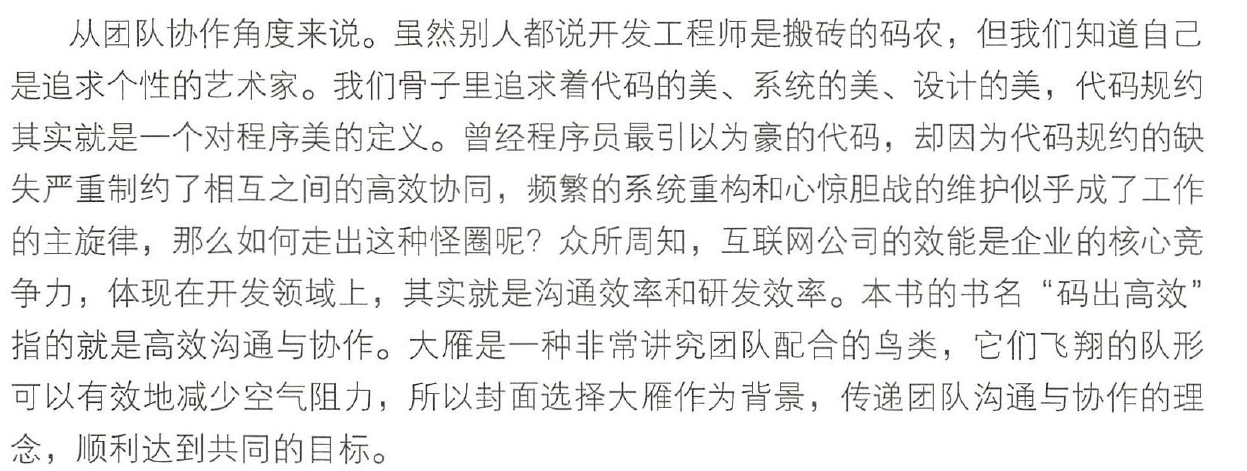 从团队协作角度来说。虽然别人都说开发工程师是搬砖的码农，但我们知道自己
是追求个性的艺术家。我们骨子里追求着代码的美、系统的美、设计的美，代码规约
其实就是一个对程序美的定义。曾经程序员最引以为豪的代码，却因为代码规约的缺
失严重制约了相互之间的高效协同，频繁的系统重构和心惊胆战的维护似乎成了工作
的主旋律，那么如何走出这种怪圈呢？众所周知，互联网公司的效能是企业的核心竞
争力，体现在开发领域上，其实就是沟通效率和研发效率。本书的书名“码出高效”
指的就是高效沟通与协作。大雁是一种非常讲究团队配合的鸟类，它们飞翔的队形
可以有效地减少空气阻力，所以封面选择大雁作为背景，传递团队沟通与协作的理
念，顺利达到共同的目标。